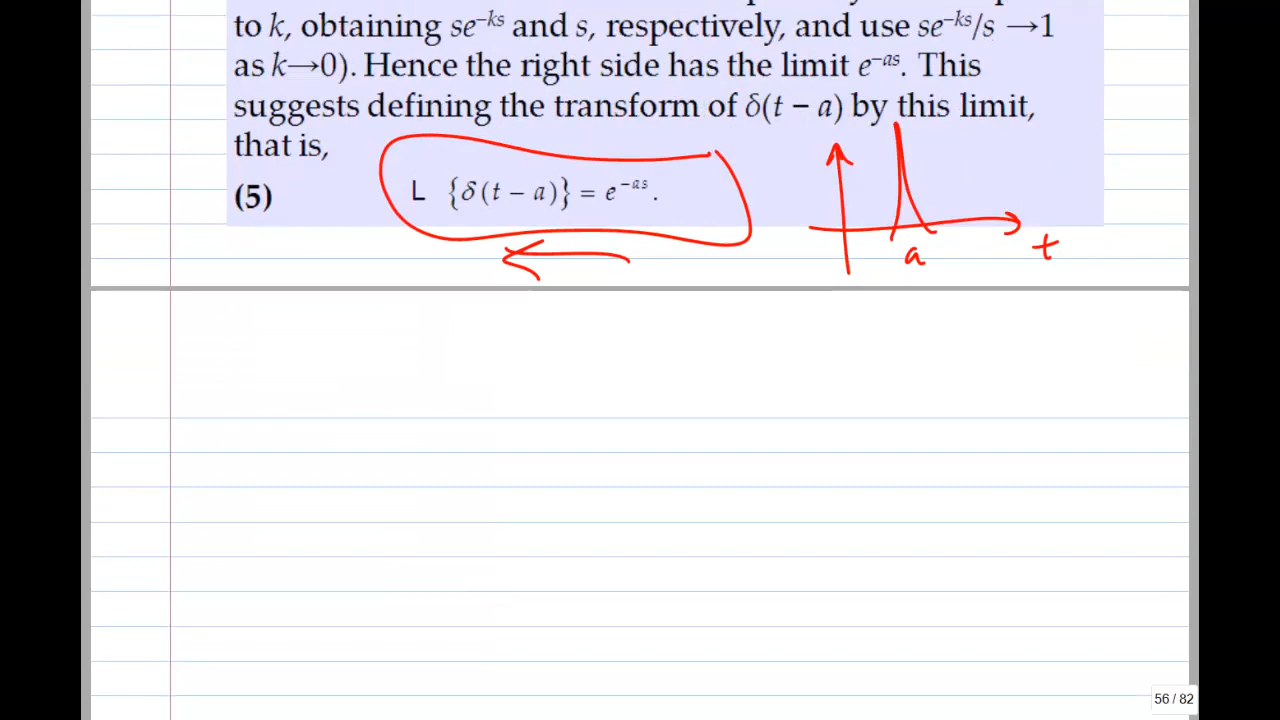 to k, obtaining se⁻ᵏˢ and s, respectively, and use se⁻ᵏˢ/s →1
as k→0). Hence the right side has the limit e⁻ᵃˢ. This
suggests defining the transform of δ(t − a) by this limit,
that is,
(5) L {δ(t − a)} = e⁻ᵃˢ.
a t
56 / 82